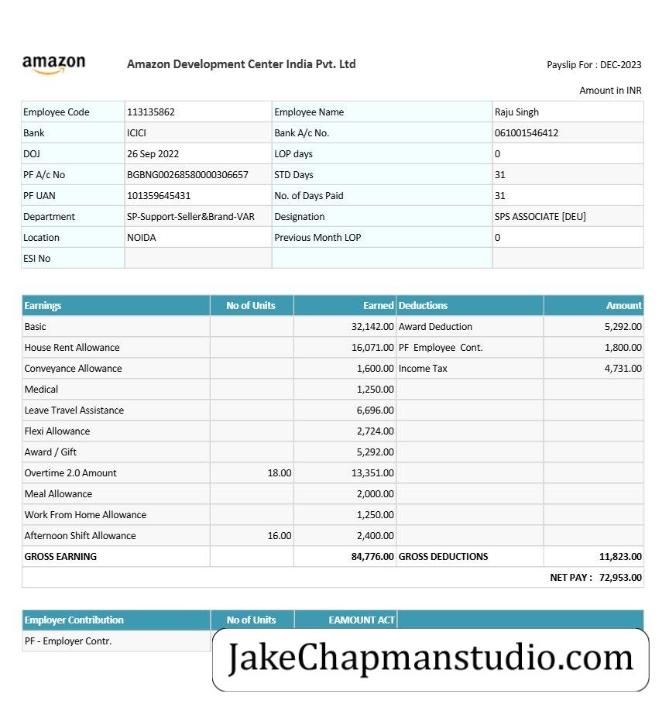 amazon Amazon Development Center India Pvt. Ltd Payslip For : DEC-2023
Amount in INR
Employee Code 113135862 Employee Name Raju Singh
Bank ICICI Bank A/c No. 061001546412
DOJ 26 Sep 2022 LOP days 0
PF A/c No BGBNG00268580000306657 STD Days 31
PF UAN 101359645431 No. of Days Paid 31
Department SP-Support-Seller&Brand-VAR Designation SPS ASSOCIATE [DEU]
Location NOIDA Previous Month LOP 0
ESI No
Earnings No of Units Earned Deductions Amount
Basic 32,142.00 Award Deduction 5,292.00
House Rent Allowance 16,071.00 PF Employee Cont. 1,800.00
Conveyance Allowance 1,600.00 Income Tax 4,731.00
Medical 1,250.00
Leave Travel Assistance 6,696.00
Flexi Allowance 2,724.00
Award / Gift 5,292.00
Overtime 2.0 Amount 18.00 13,351.00
Meal Allowance 2,000.00
Work From Home Allowance 1,250.00
Afternoon Shift Allowance 16.00 2,400.00
GROSS EARNING 84,776.00 GROSS DEDUCTIONS 11,823.00
NET PAY : 72,953.00
Employer Contribution No of Units EAMOUNT ACT
PF - Employer Contr.
JakeChapmanstudio.com